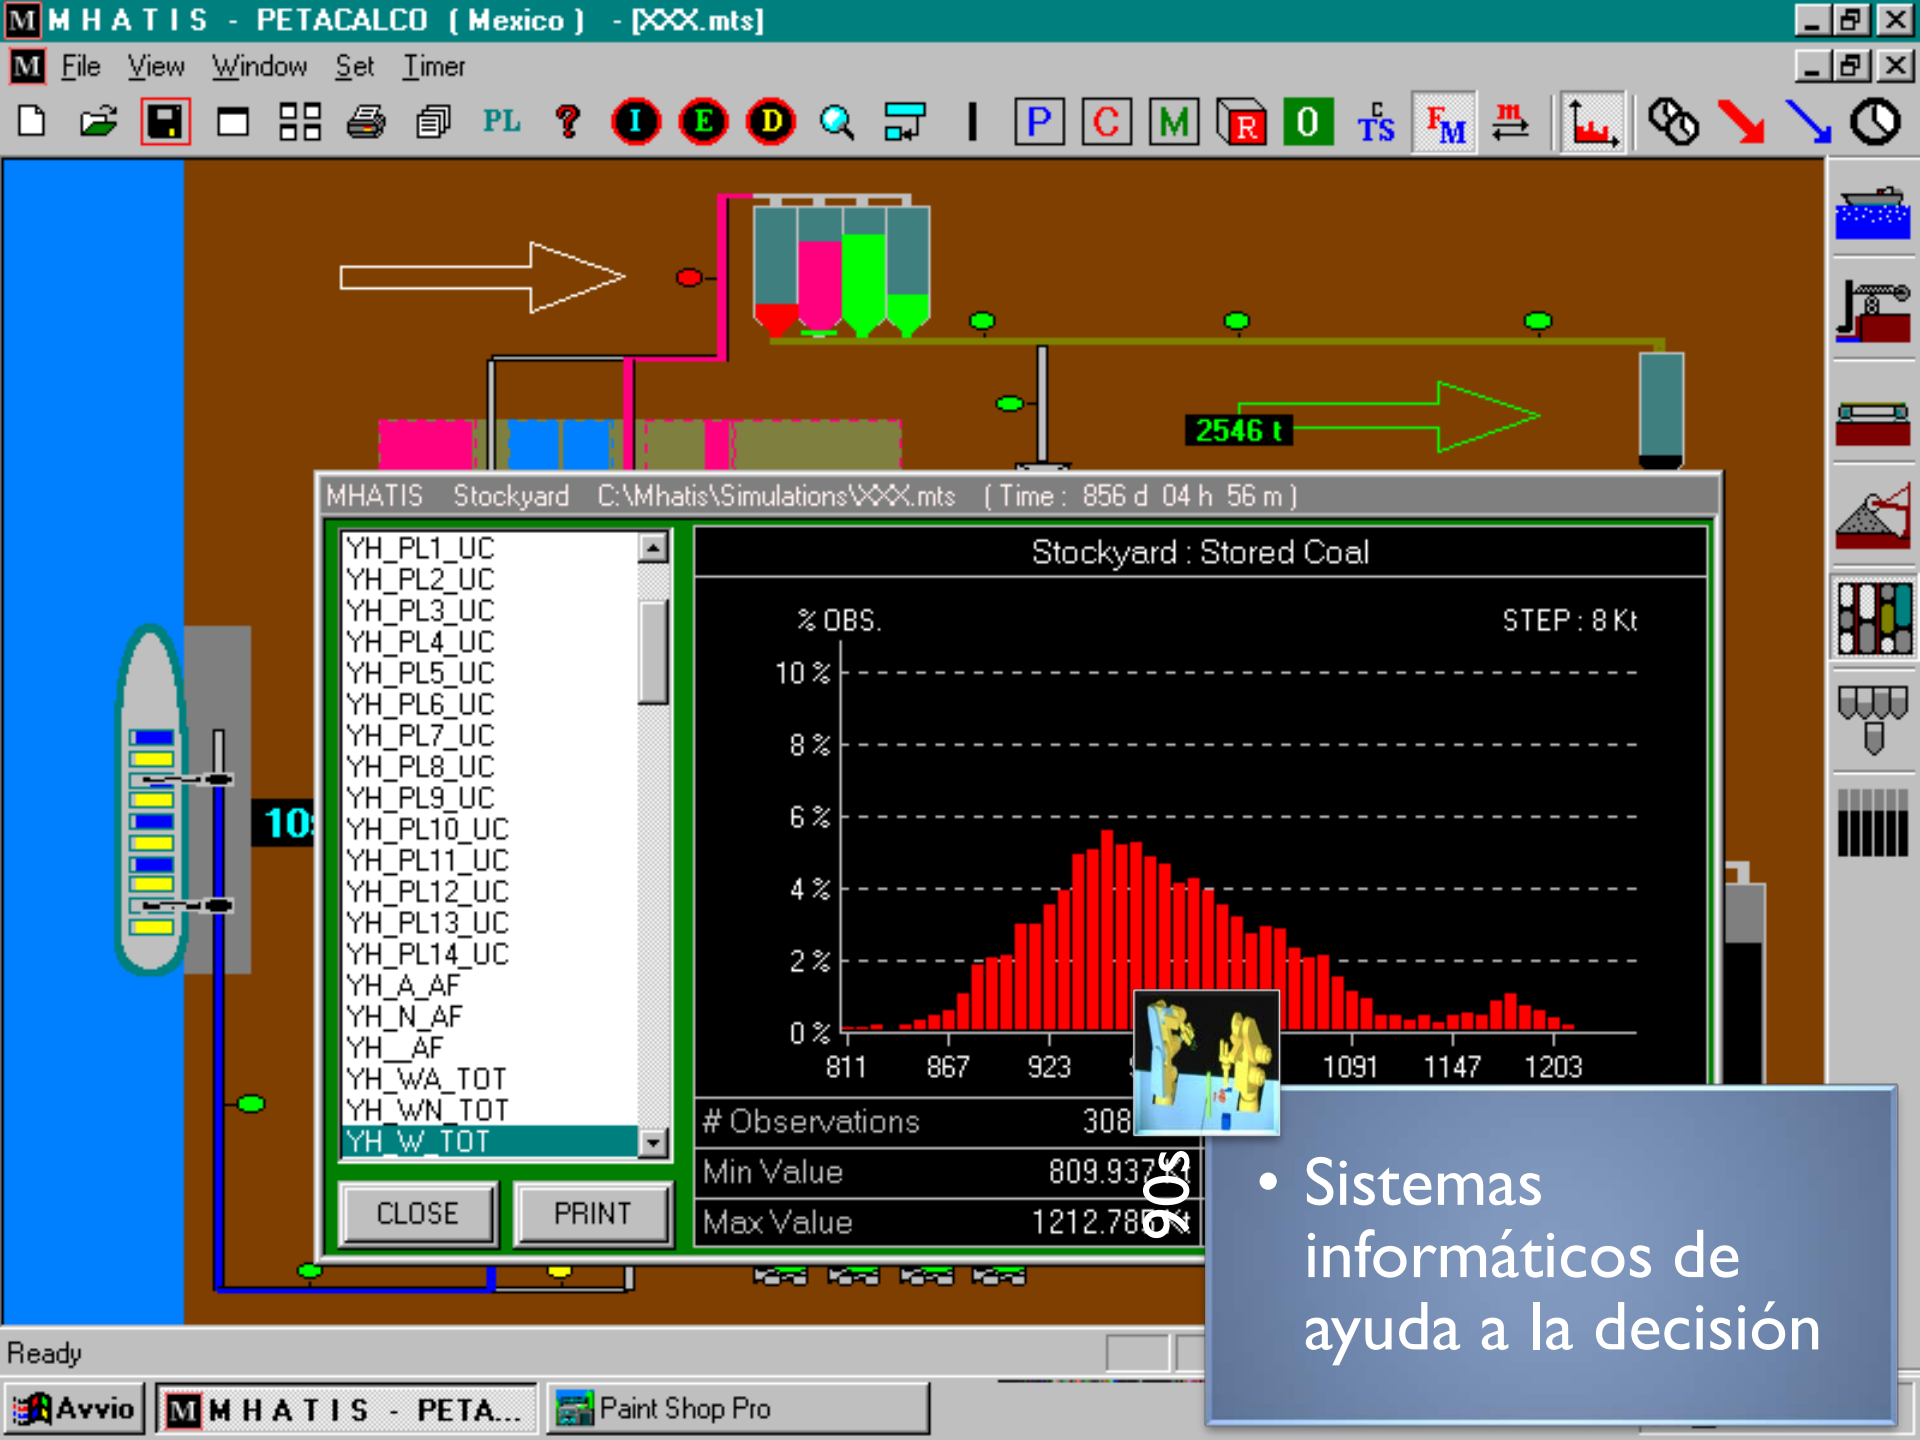 M M H A T I S - PETACALCO ( Mexico ) - [XXX.mts]
M File View Window Set Timer
PL ? I E D P C M R 0 C TS FM m
2546 t
MHATIS Stockyard C:\Mhatis\Simulations\XXX.mts ( Time : 856 d 04 h 56 m )
YH_PL1_UC
YH_PL2_UC
YH_PL3_UC
YH_PL4_UC
YH_PL5_UC
YH_PL6_UC
YH_PL7_UC
YH_PL8_UC
YH_PL9_UC
YH_PL10_UC
YH_PL11_UC
YH_PL12_UC
YH_PL13_UC
YH_PL14_UC
YH_A_AF
YH_N_AF
YH__AF
YH_WA_TOT
YH_WN_TOT
YH_W_TOT
CLOSE PRINT
Stockyard : Stored Coal
% OBS. STEP : 8 Kt
10 %
8 %
6 %
4 %
2 %
0 %
811 867 923 1091 1147 1203
# Observations 308
Min Value 809.937
Max Value 1212.785
90s
• Sistemas
informáticos de
ayuda a la decisión
Ready
Avvio M M H A T I S - PETA... Paint Shop Pro